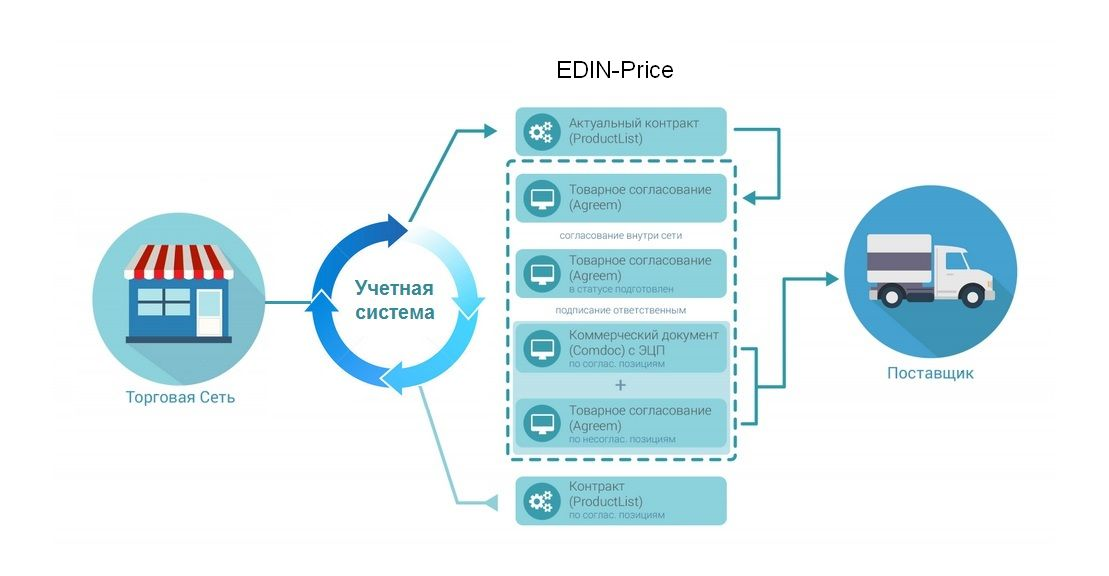 EDIN-Price
Актуальный контракт
(ProductList)
Товарное согласование
(Agreem)
согласование внутри сети
Товарное согласование
(Agreem)
в статусе подготовлен
подписание ответственным
Коммерческий документ
(Comdoc) с ЭЦП
по соглас. позициям
+
Товарное согласование
(Agreem)
по несоглас. позициям
Контракт
(ProductList)
по соглас. позициям
Учетная
система
Торговая Сеть
Поставщик